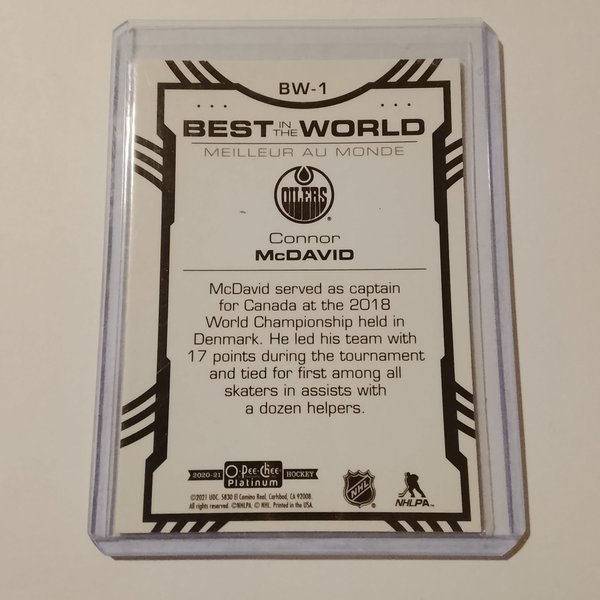 BW-1
BEST IN THE WORLD
MEILLEUR AU MONDE
OILERS
Connor
McDAVID
McDavid served as captain
for Canada at the 2018
World Championship held in
Denmark. He led his team with
17 points during the tournament
and tied for first among all
skaters in assists with
a dozen helpers.
2020-21 O-Pee-Chee Platinum HOCKEY
NHL
NHLPA
©2021 UDC. 5830 El Camino Real, Carlsbad, CA 92008.
All rights reserved. ©NHLPA. © NHL. Printed in the USA.